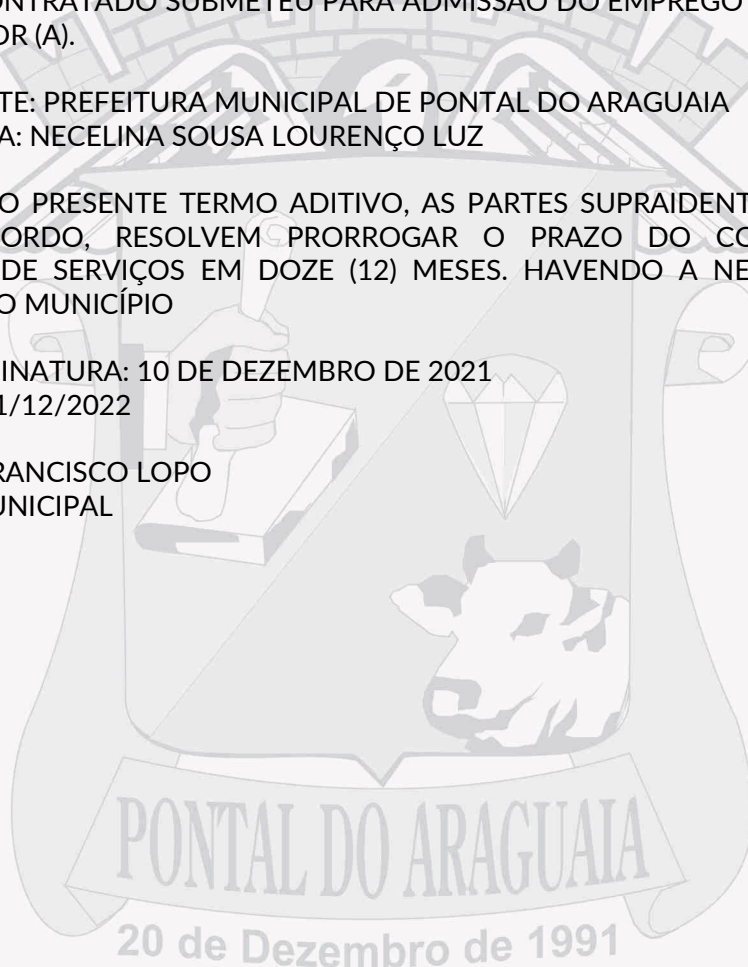 ONTRATADO SUBMETEU PARA ADMISSÃO DO EMPREGO
OR (A).
TE: PREFEITURA MUNICIPAL DE PONTAL DO ARAGUAIA
A: NECELINA SOUSA LOURENÇO LUZ
O PRESENTE TERMO ADITIVO, AS PARTES SUPRAIDENT
ORDO, RESOLVEM PRORROGAR O PRAZO DO CO
DE SERVIÇOS EM DOZE (12) MESES. HAVENDO A NE
O MUNICÍPIO
INATURA: 10 DE DEZEMBRO DE 2021
1/12/2022
RANCISCO LOPO
UNICIPAL
PONTAL DO ARAGUAIA
20 de Dezembro de 1991